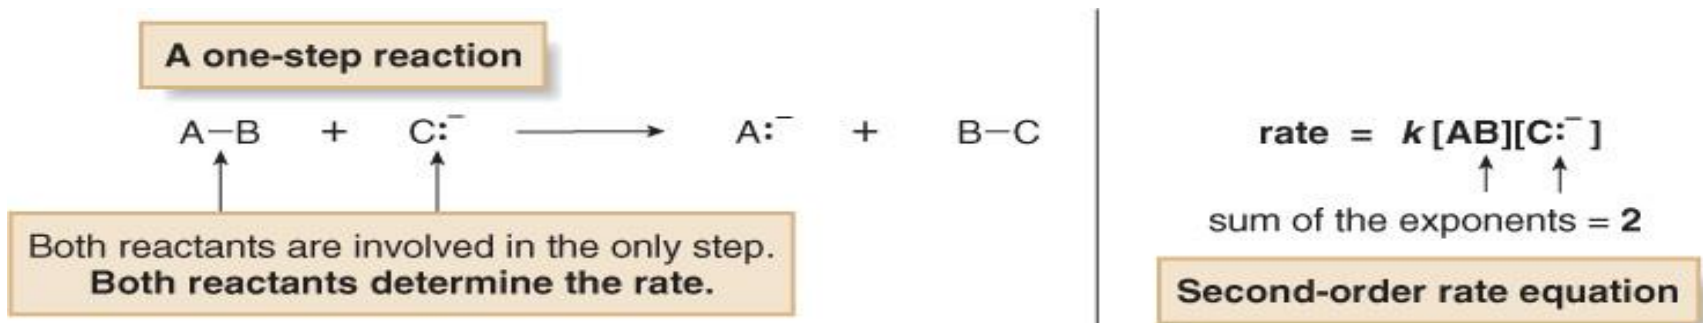 A one-step reaction
A–B + C:⁻ ⟶ A:⁻ + B–C
Both reactants are involved in the only step.
Both reactants determine the rate.
rate = k [AB][C:⁻ ]
sum of the exponents = 2
Second-order rate equation